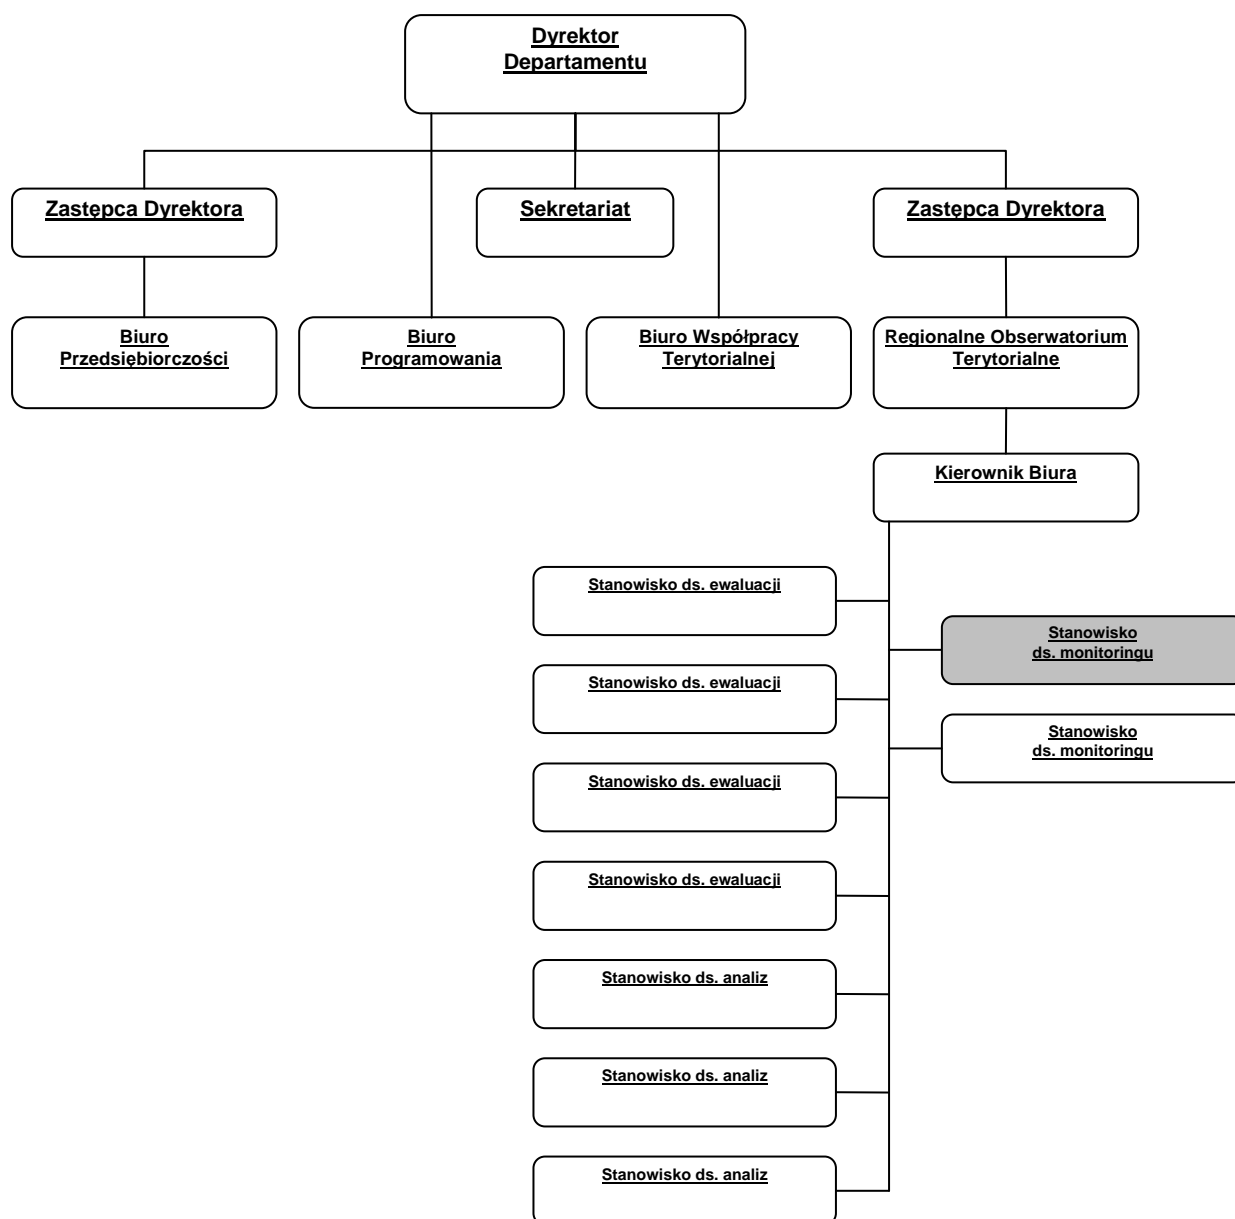 Dyrektor
Departamentu
Zastępca Dyrektora
Sekretariat
Zastępca Dyrektora
Biuro
Przedsiębiorczości
Biuro
Programowania
Biuro Współpracy
Terytorialnej
Regionalne Obserwatorium
Terytorialne
Kierownik Biura
Stanowisko ds. ewaluacji
Stanowisko
ds. monitoringu
Stanowisko ds. ewaluacji
Stanowisko
ds. monitoringu
Stanowisko ds. ewaluacji
Stanowisko ds. ewaluacji
Stanowisko ds. analiz
Stanowisko ds. analiz
Stanowisko ds. analiz